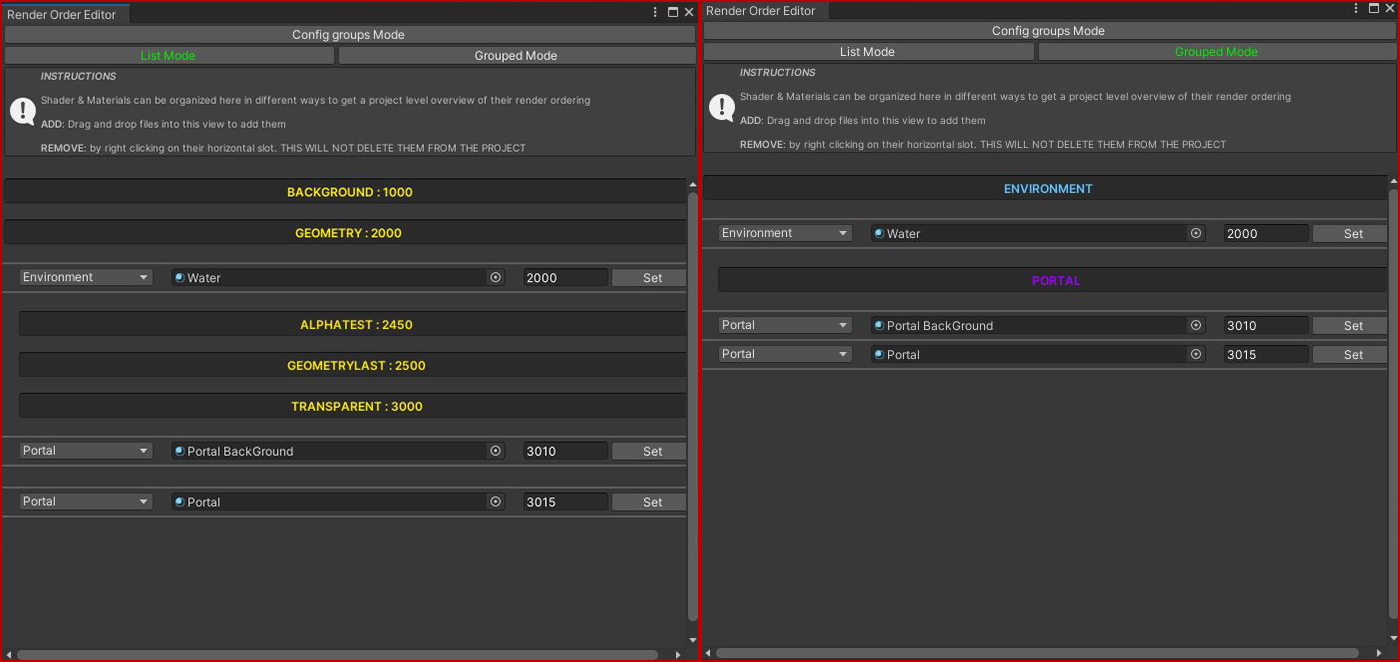 Render Order Editor
Config groups Mode
List Mode
Grouped Mode
INSTRUCTIONS
Shader & Materials can be organized here in different ways to get a project level overview of their render ordering
ADD: Drag and drop files into this view to add them
REMOVE: by right clicking on their horizontal slot. THIS WILL NOT DELETE THEM FROM THE PROJECT
BACKGROUND : 1000
GEOMETRY : 2000
Environment Water 2000 Set
ALPHATEST : 2450
GEOMETRYLAST : 2500
TRANSPARENT : 3000
Portal Portal BackGround 3010 Set
Portal Portal 3015 Set
Render Order Editor
Config groups Mode
List Mode
Grouped Mode
INSTRUCTIONS
Shader & Materials can be organized here in different ways to get a project level overview of their render ordering
ADD: Drag and drop files into this view to add them
REMOVE: by right clicking on their horizontal slot. THIS WILL NOT DELETE THEM FROM THE PROJECT
ENVIRONMENT
Environment Water 2000 Set
PORTAL
Portal Portal BackGround 3010 Set
Portal Portal 3015 Set